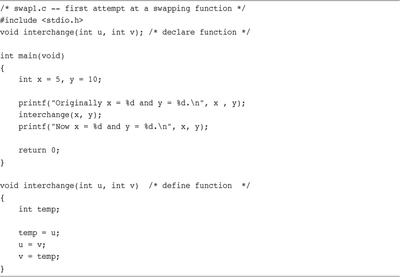 /* swap1.c -- first attempt at a swapping function */
#include <stdio.h>
void interchange(int u, int v); /* declare function */

int main(void)
{
    int x = 5, y = 10;

    printf("Originally x = %d and y = %d.\n", x , y);
    interchange(x, y);
    printf("Now x = %d and y = %d.\n", x, y);

    return 0;
}

void interchange(int u, int v)  /* define function  */
{
    int temp;

    temp = u;
    u = v;
    v = temp;
}